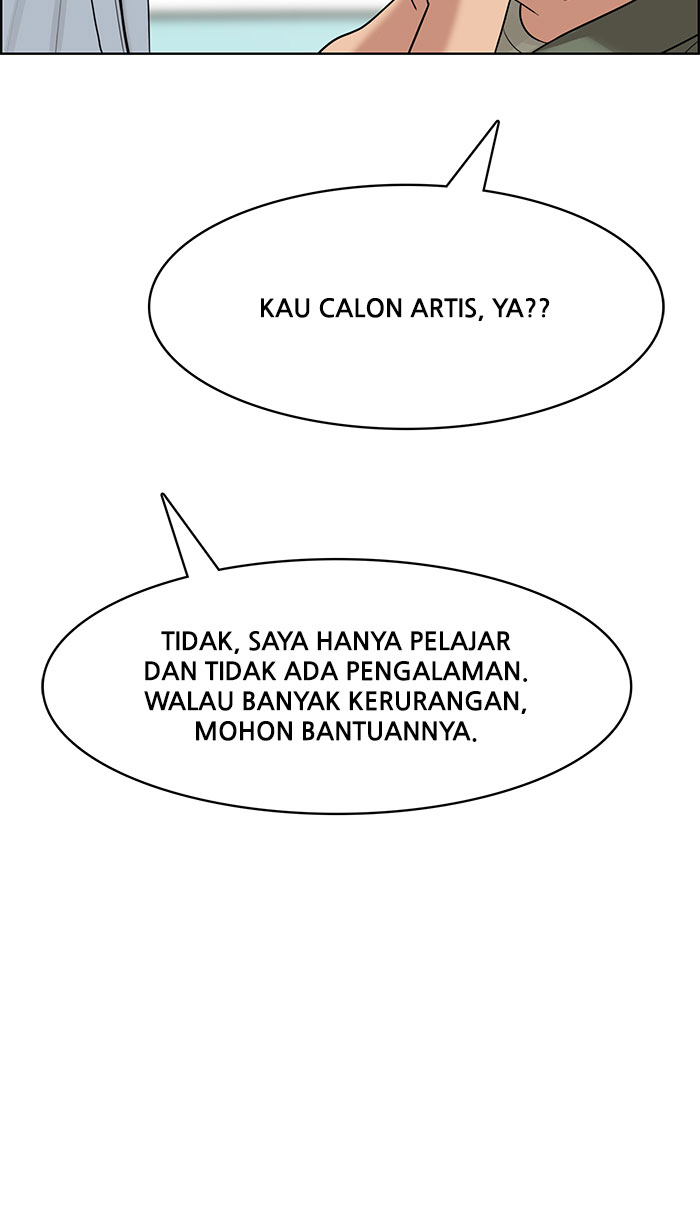 KAU CALON ARTIS, YA??
TIDAK, SAYA HANYA PELAJAR
DAN TIDAK ADA PENGALAMAN.
WALAU BANYAK KERURANGAN,
MOHON BANTUANNYA.